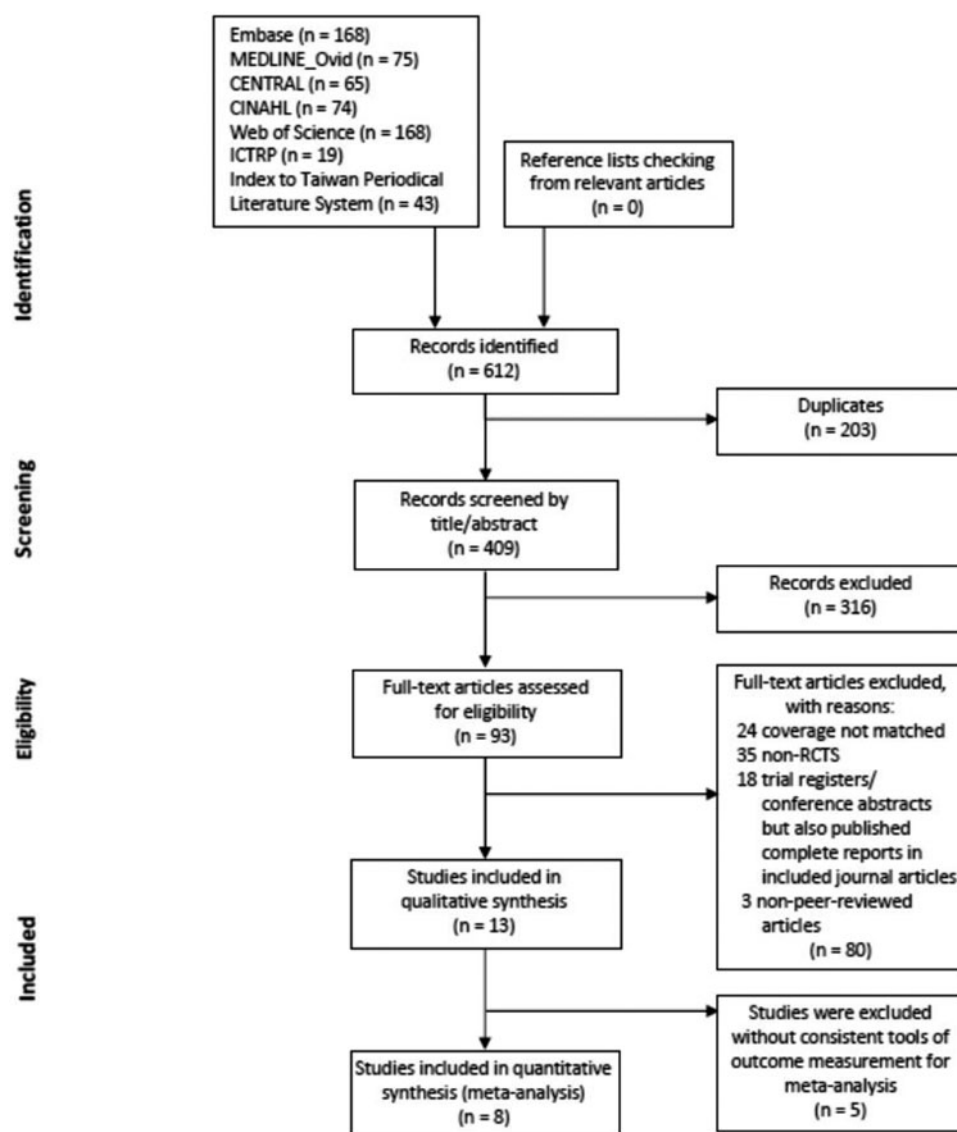 Embase (n = 168)
MEDLINE_Ovid (n = 75)
CENTRAL (n = 65)
CINAHL (n = 74)
Web of Science (n = 168)
ICTRP (n = 19)
Index to Taiwan Periodical
Literature System (n = 43)
Reference lists checking
from relevant articles
(n = 0)
Identification
Records identified
(n = 612)
Duplicates
(n = 203)
Screening
Records screened by
title/abstract
(n = 409)
Records excluded
(n = 316)
Eligibility
Full-text articles assessed
for eligibility
(n = 93)
Full-text articles excluded,
with reasons:
24 coverage not matched
35 non-RCTS
18 trial registers/
conference abstracts
but also published
complete reports in
included journal articles
3 non-peer-reviewed
articles
(n = 80)
Included
Studies included in
qualitative synthesis
(n = 13)
Studies were excluded
without consistent tools of
outcome measurement for
meta-analysis
(n = 5)
Studies included in quantitative
synthesis (meta-analysis)
(n = 8)